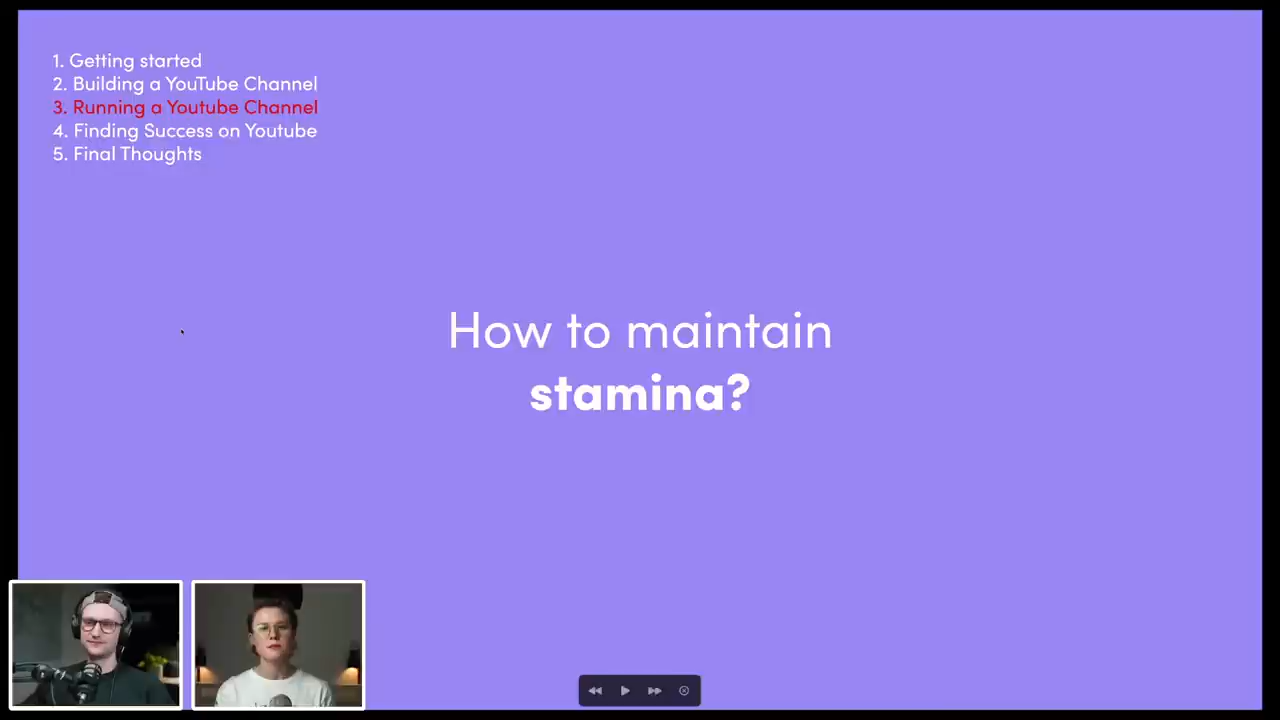 1. Getting started
2. Building a YouTube Channel
3. Running a Youtube Channel
4. Finding Success on Youtube
5. Final Thoughts
How to maintain
stamina?